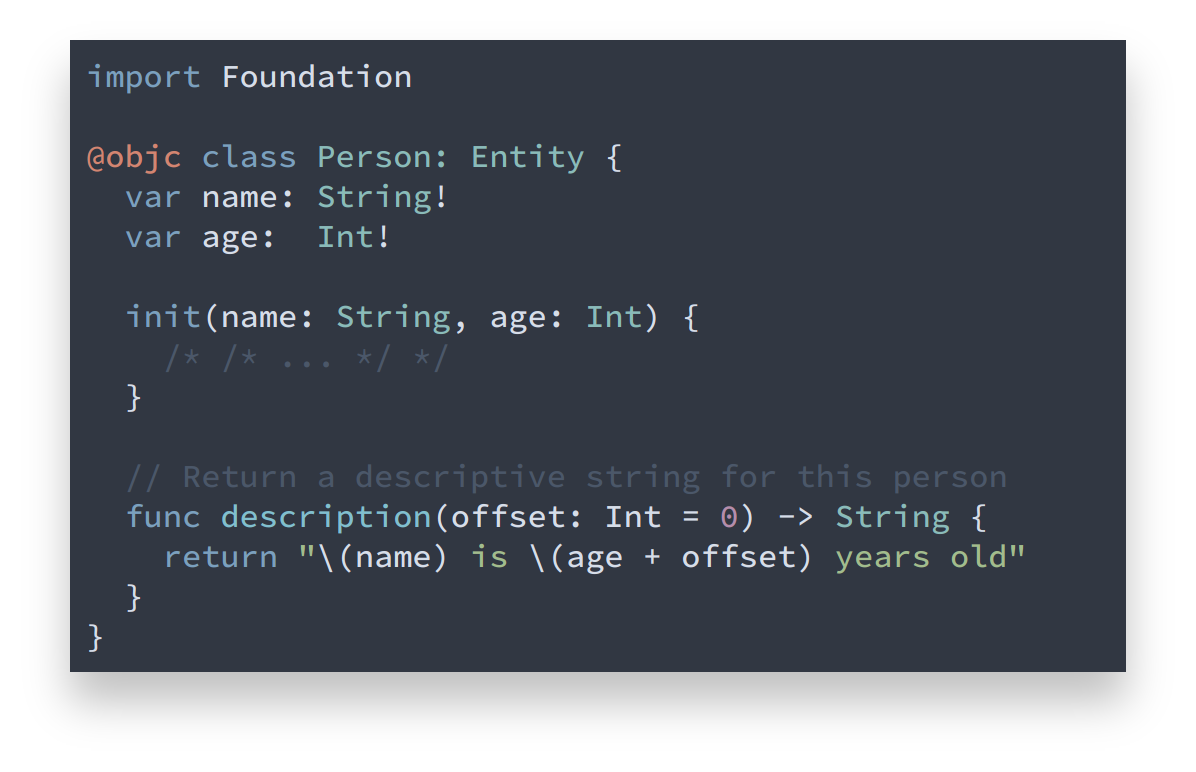 import Foundation

@objc class Person: Entity {
  var name: String!
  var age:  Int!

  init(name: String, age: Int) {
    /* /* ... */ */
  }

  // Return a descriptive string for this person
  func description(offset: Int = 0) -> String {
    return "\(name) is \(age + offset) years old"
  }
}